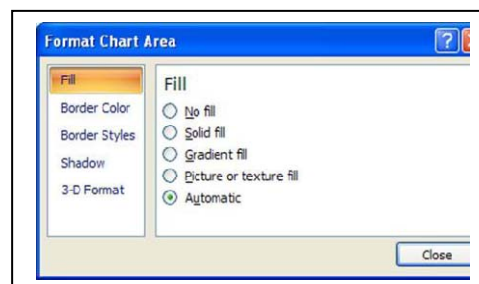 Format Chart Area
?
Fill
Border Color
Border Styles
Shadow
3-D Format
Fill
No fill
Solid fill
Gradient fill
Picture or texture fill
Automatic
Close